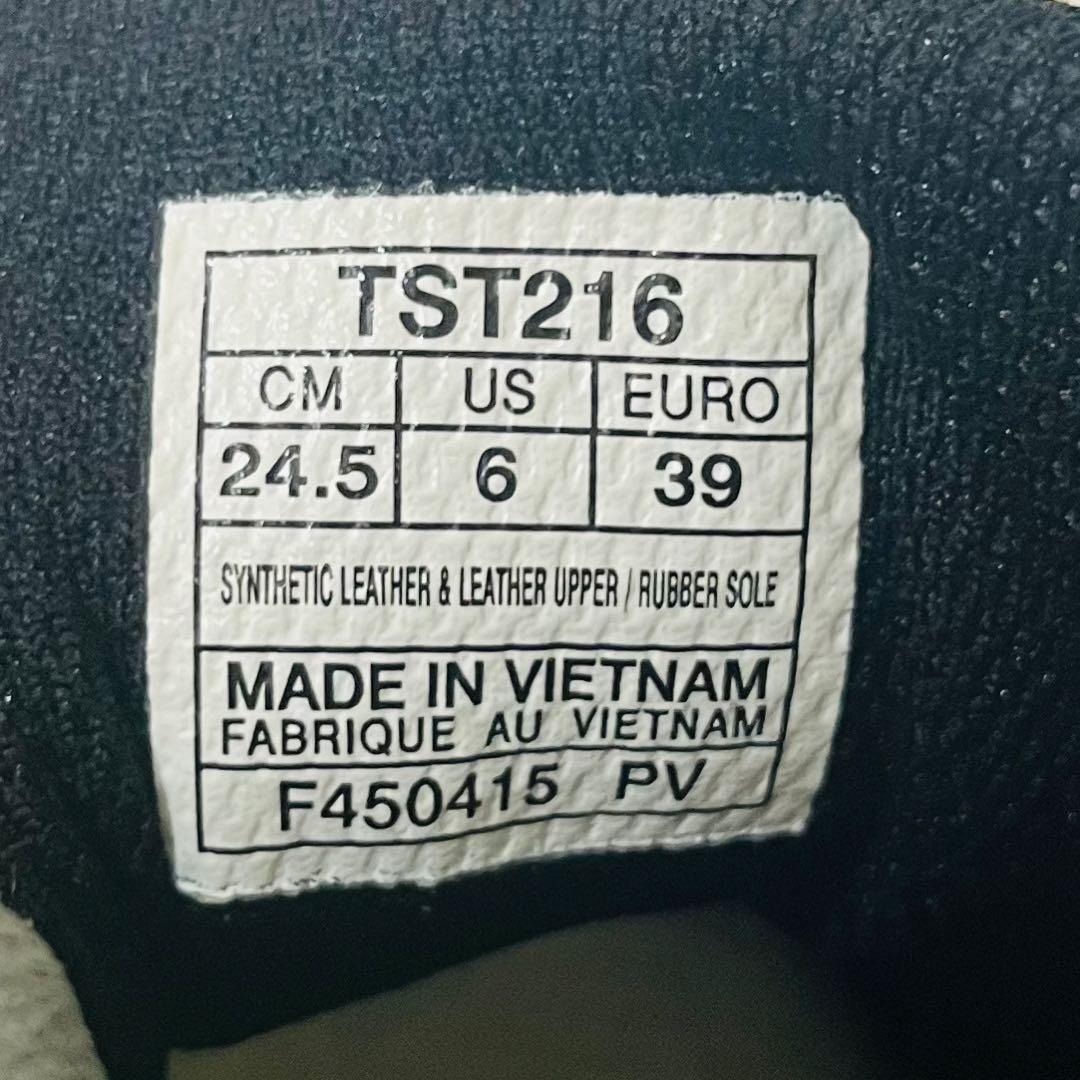 TST216
CM US EURO
24.5 6 39
SYNTHETIC LEATHER & LEATHER UPPER / RUBBER SOLE
MADE IN VIETNAM
FABRIQUE AU VIETNAM
F450415 PV